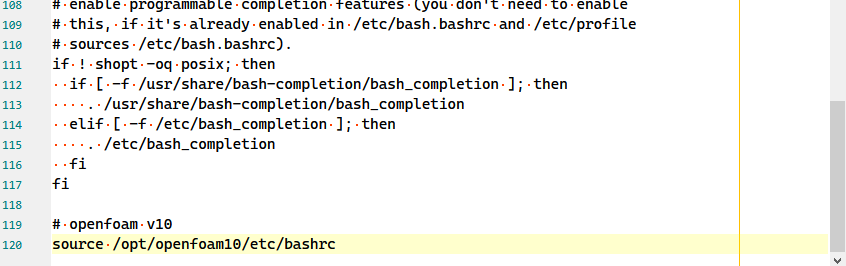 108 # enable programmable completion features (you don't need to enable
109 # this, if it's already enabled in /etc/bash.bashrc and /etc/profile
110 # sources /etc/bash.bashrc).
111 if ! shopt -oq posix; then
112   if [ -f /usr/share/bash-completion/bash_completion ]; then
113     . /usr/share/bash-completion/bash_completion
114   elif [ -f /etc/bash_completion ]; then
115     . /etc/bash_completion
116   fi
117 fi
118
119 # openfoam v10
120 source /opt/openfoam10/etc/bashrc